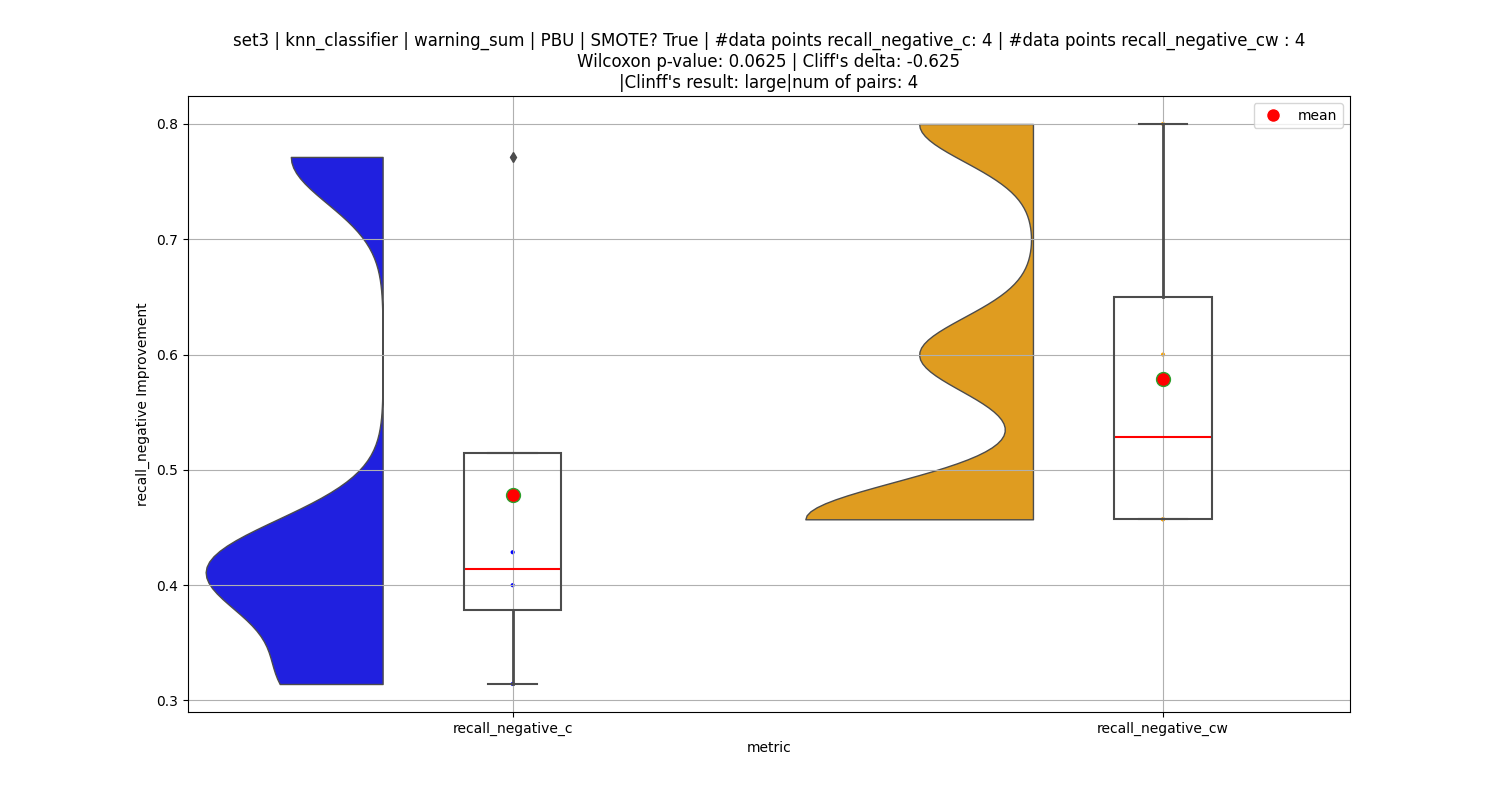 set3 | knn_classifier | warning_sum | PBU | SMOTE? True | #data points recall_negative_c: 4 | #data points recall_negative_cw : 4
Wilcoxon p-value: 0.0625 | Cliff's delta: -0.625
|Clinff's result: large|num of pairs: 4
mean
0.8
0.7
0.6
0.5
0.4
0.3
recall_negative Improvement
recall_negative_c
recall_negative_cw
metric